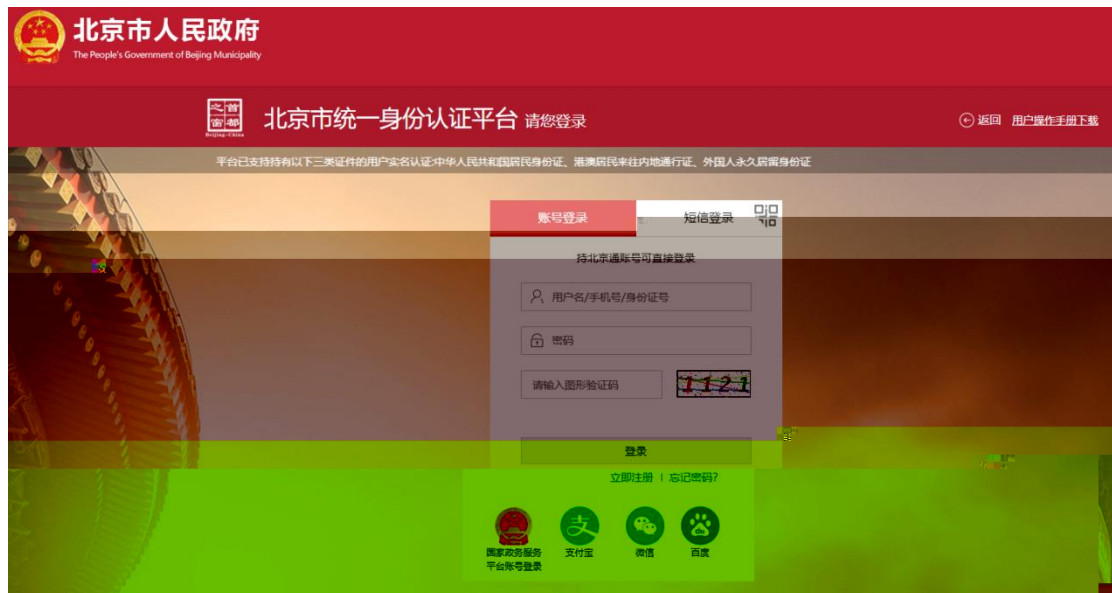 北京市人民政府
The People's Government of Beijing Municipality
首都之窗
Beijing-China
北京市统一身份认证平台 请您登录
返回 用户操作手册下载
平台已支持持有以下三类证件的用户实名认证:中华人民共和国居民身份证、港澳居民来往内地通行证、外国人永久居留身份证
账号登录 短信登录
持北京通账号可直接登录
用户名/手机号/身份证号
密码
请输入图形验证码 1121
登录
立即注册 | 忘记密码?
国家政务服务平台账号登录 支付宝 微信 百度